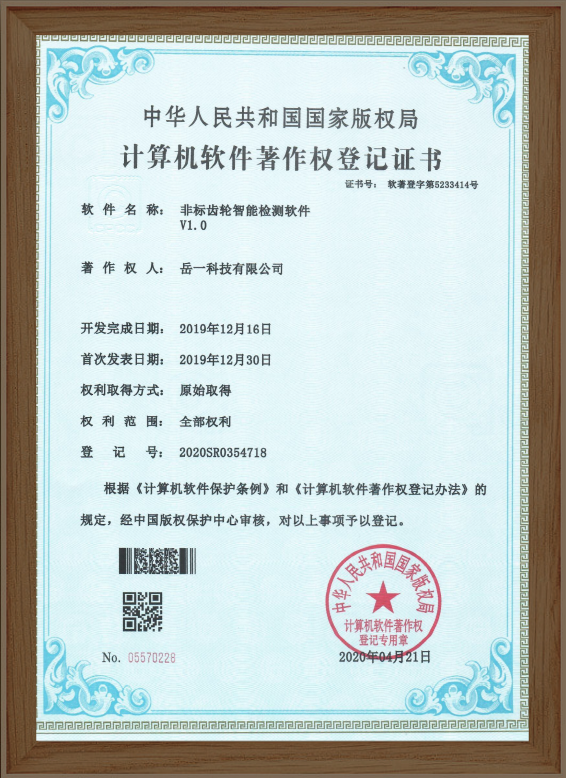 中华人民共和国国家版权局
计算机软件著作权登记证书
证书号： 软著登字第5233414号
软件名称： 非标齿轮智能检测软件
V1.0
著作权人： 岳一科技有限公司
开发完成日期： 2019年12月16日
首次发表日期： 2019年12月30日
权利取得方式： 原始取得
权利范围： 全部权利
登记号： 2020SR0354718
根据《计算机软件保护条例》和《计算机软件著作权登记办法》的
规定，经中国版权保护中心审核，对以上事项予以登记。
中华人民共和国国家版权局
计算机软件著作权
登记专用章
No. 05570226
2020年04月21日